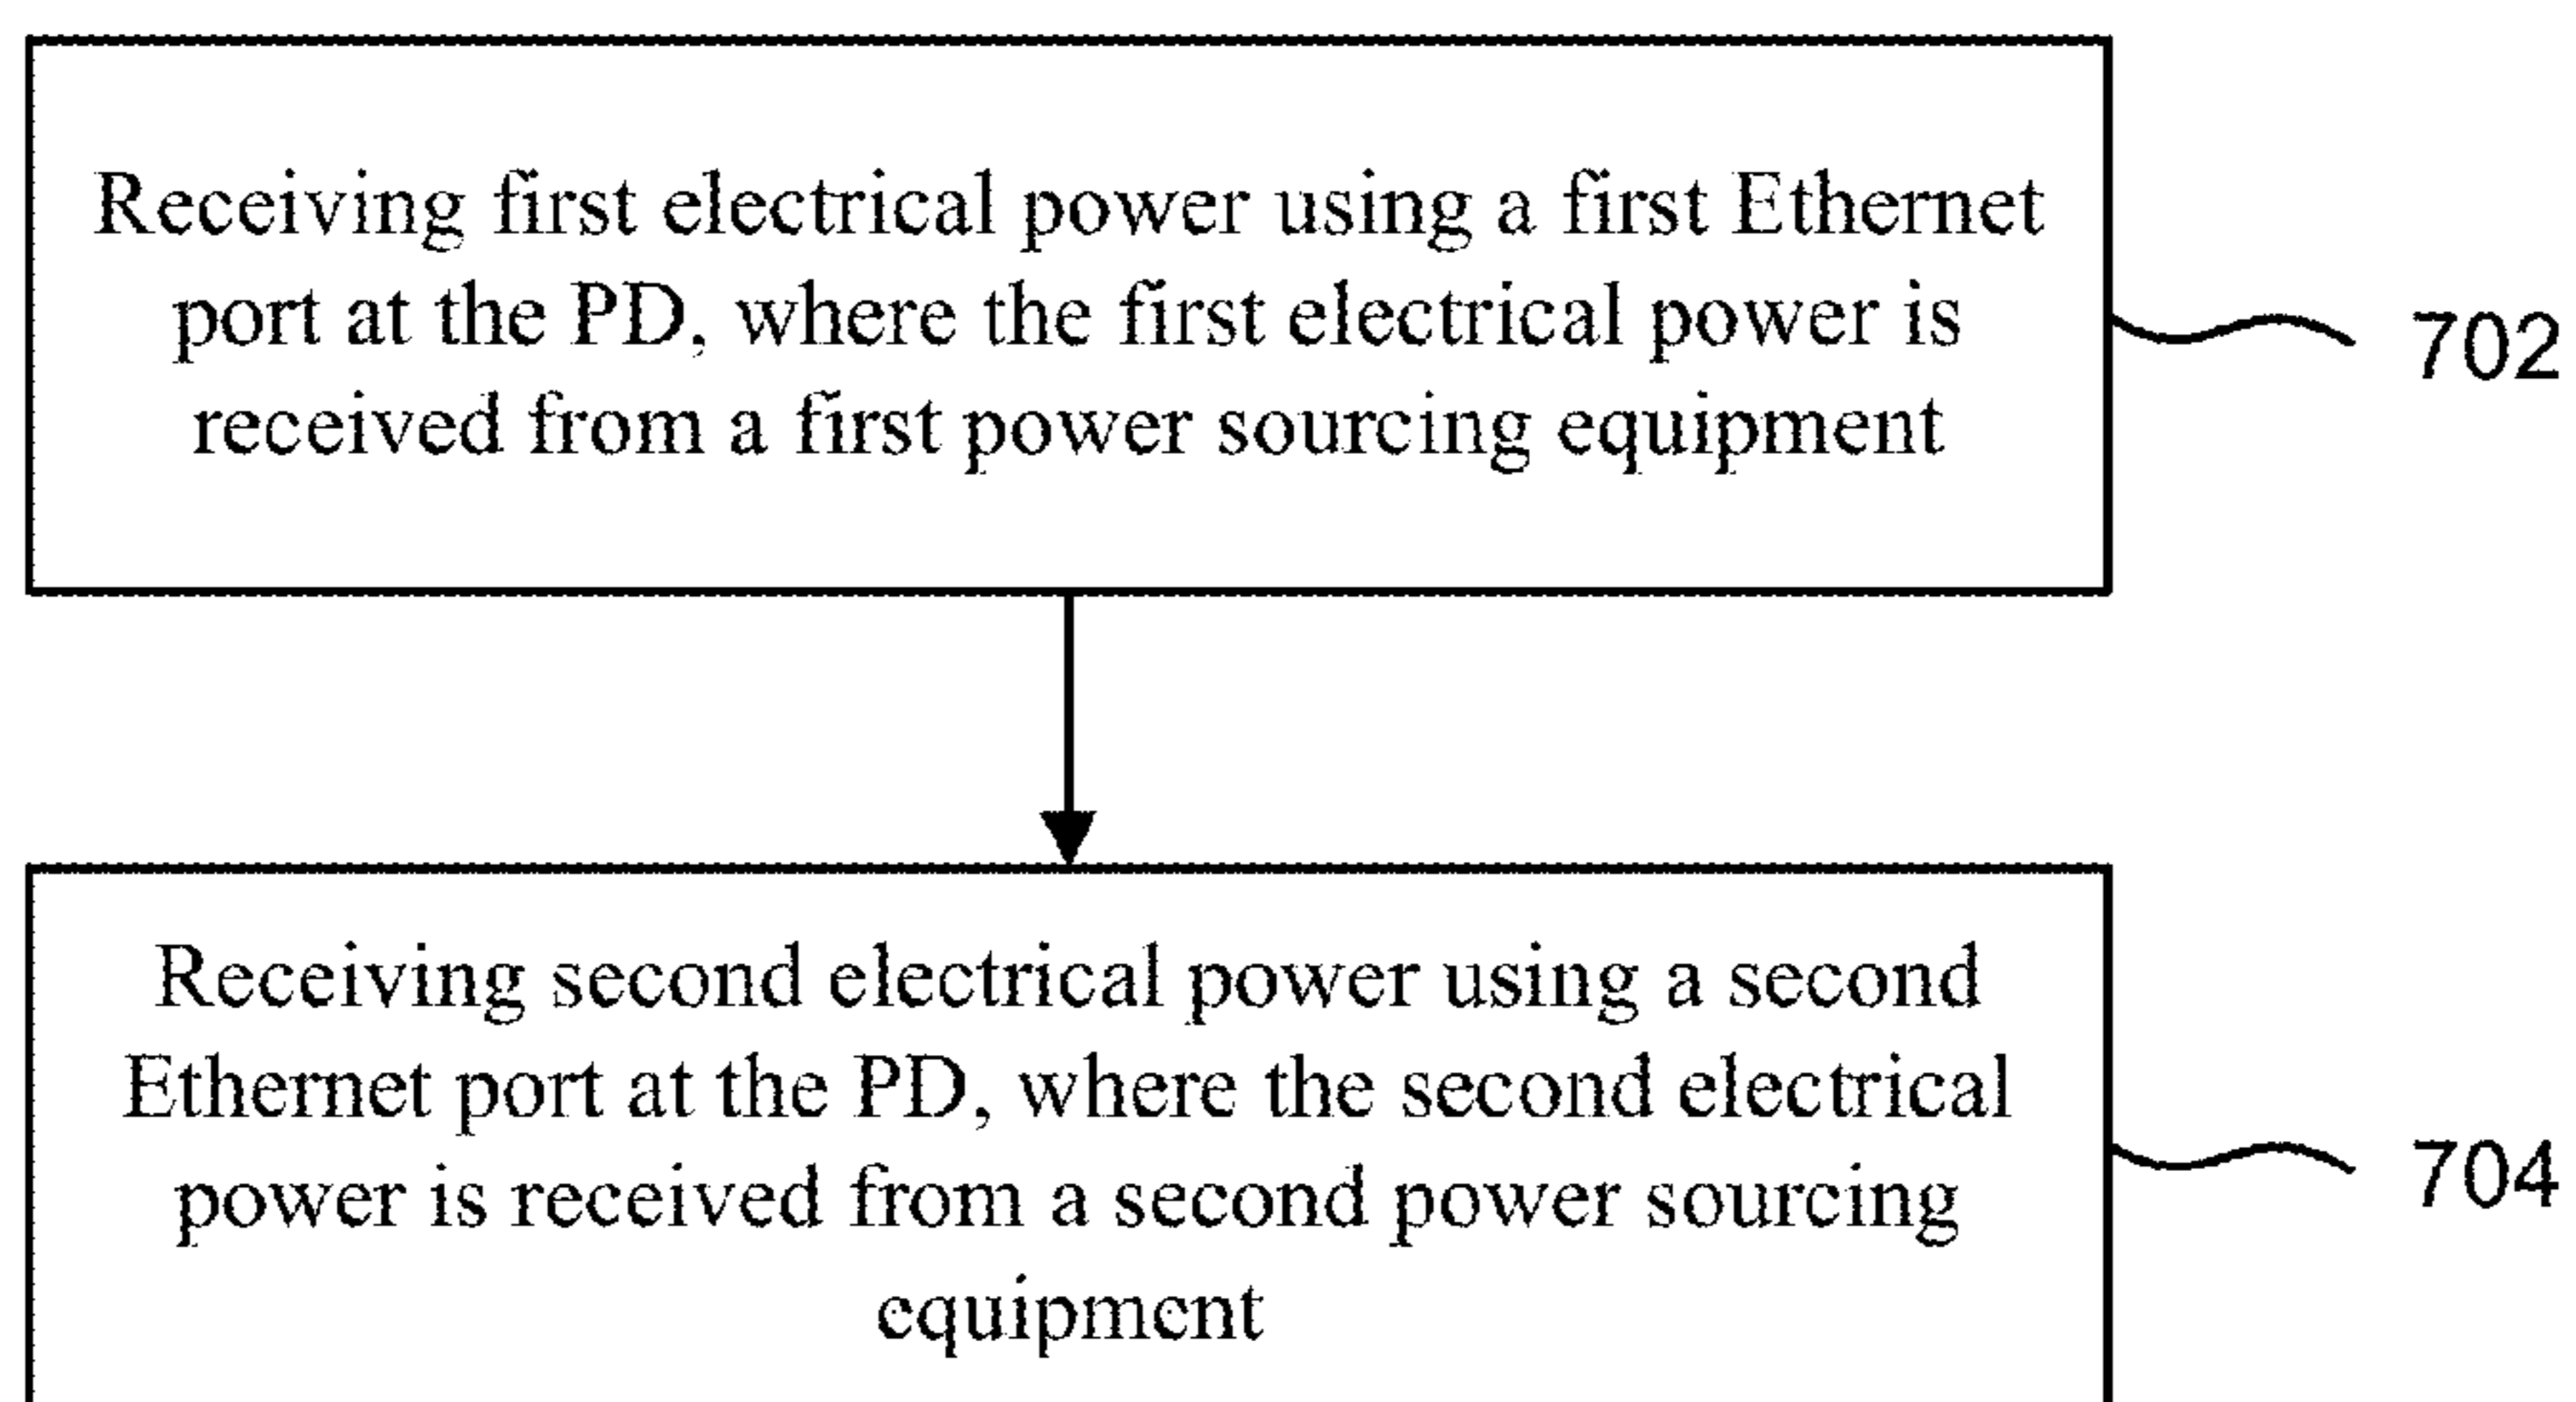 Receiving first electrical power using a first Ethernet
port at the PD, where the first electrical power is
received from a first power sourcing equipment
702
Receiving second electrical power using a second
Ethernet port at the PD, where the second electrical
power is received from a second power sourcing
equipment
704